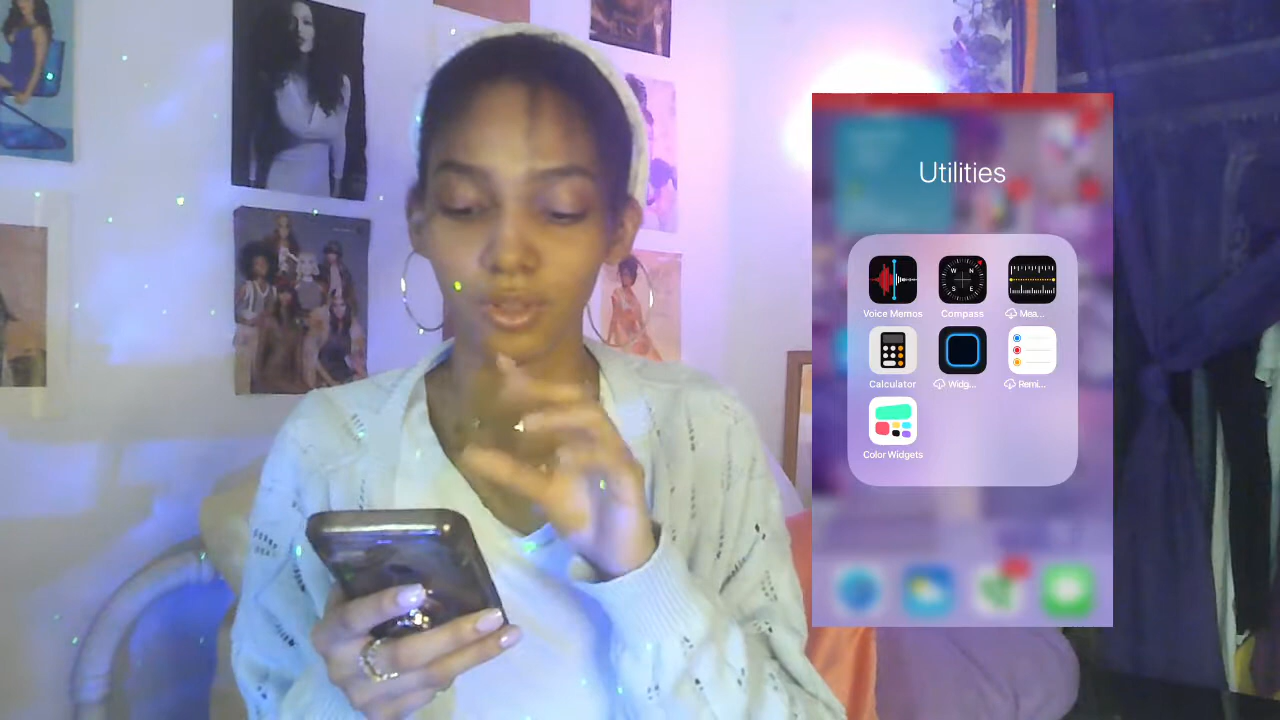 Utilities
Voice Memos
Compass
Mea...
Calculator
Widg...
Remi...
Color Widgets